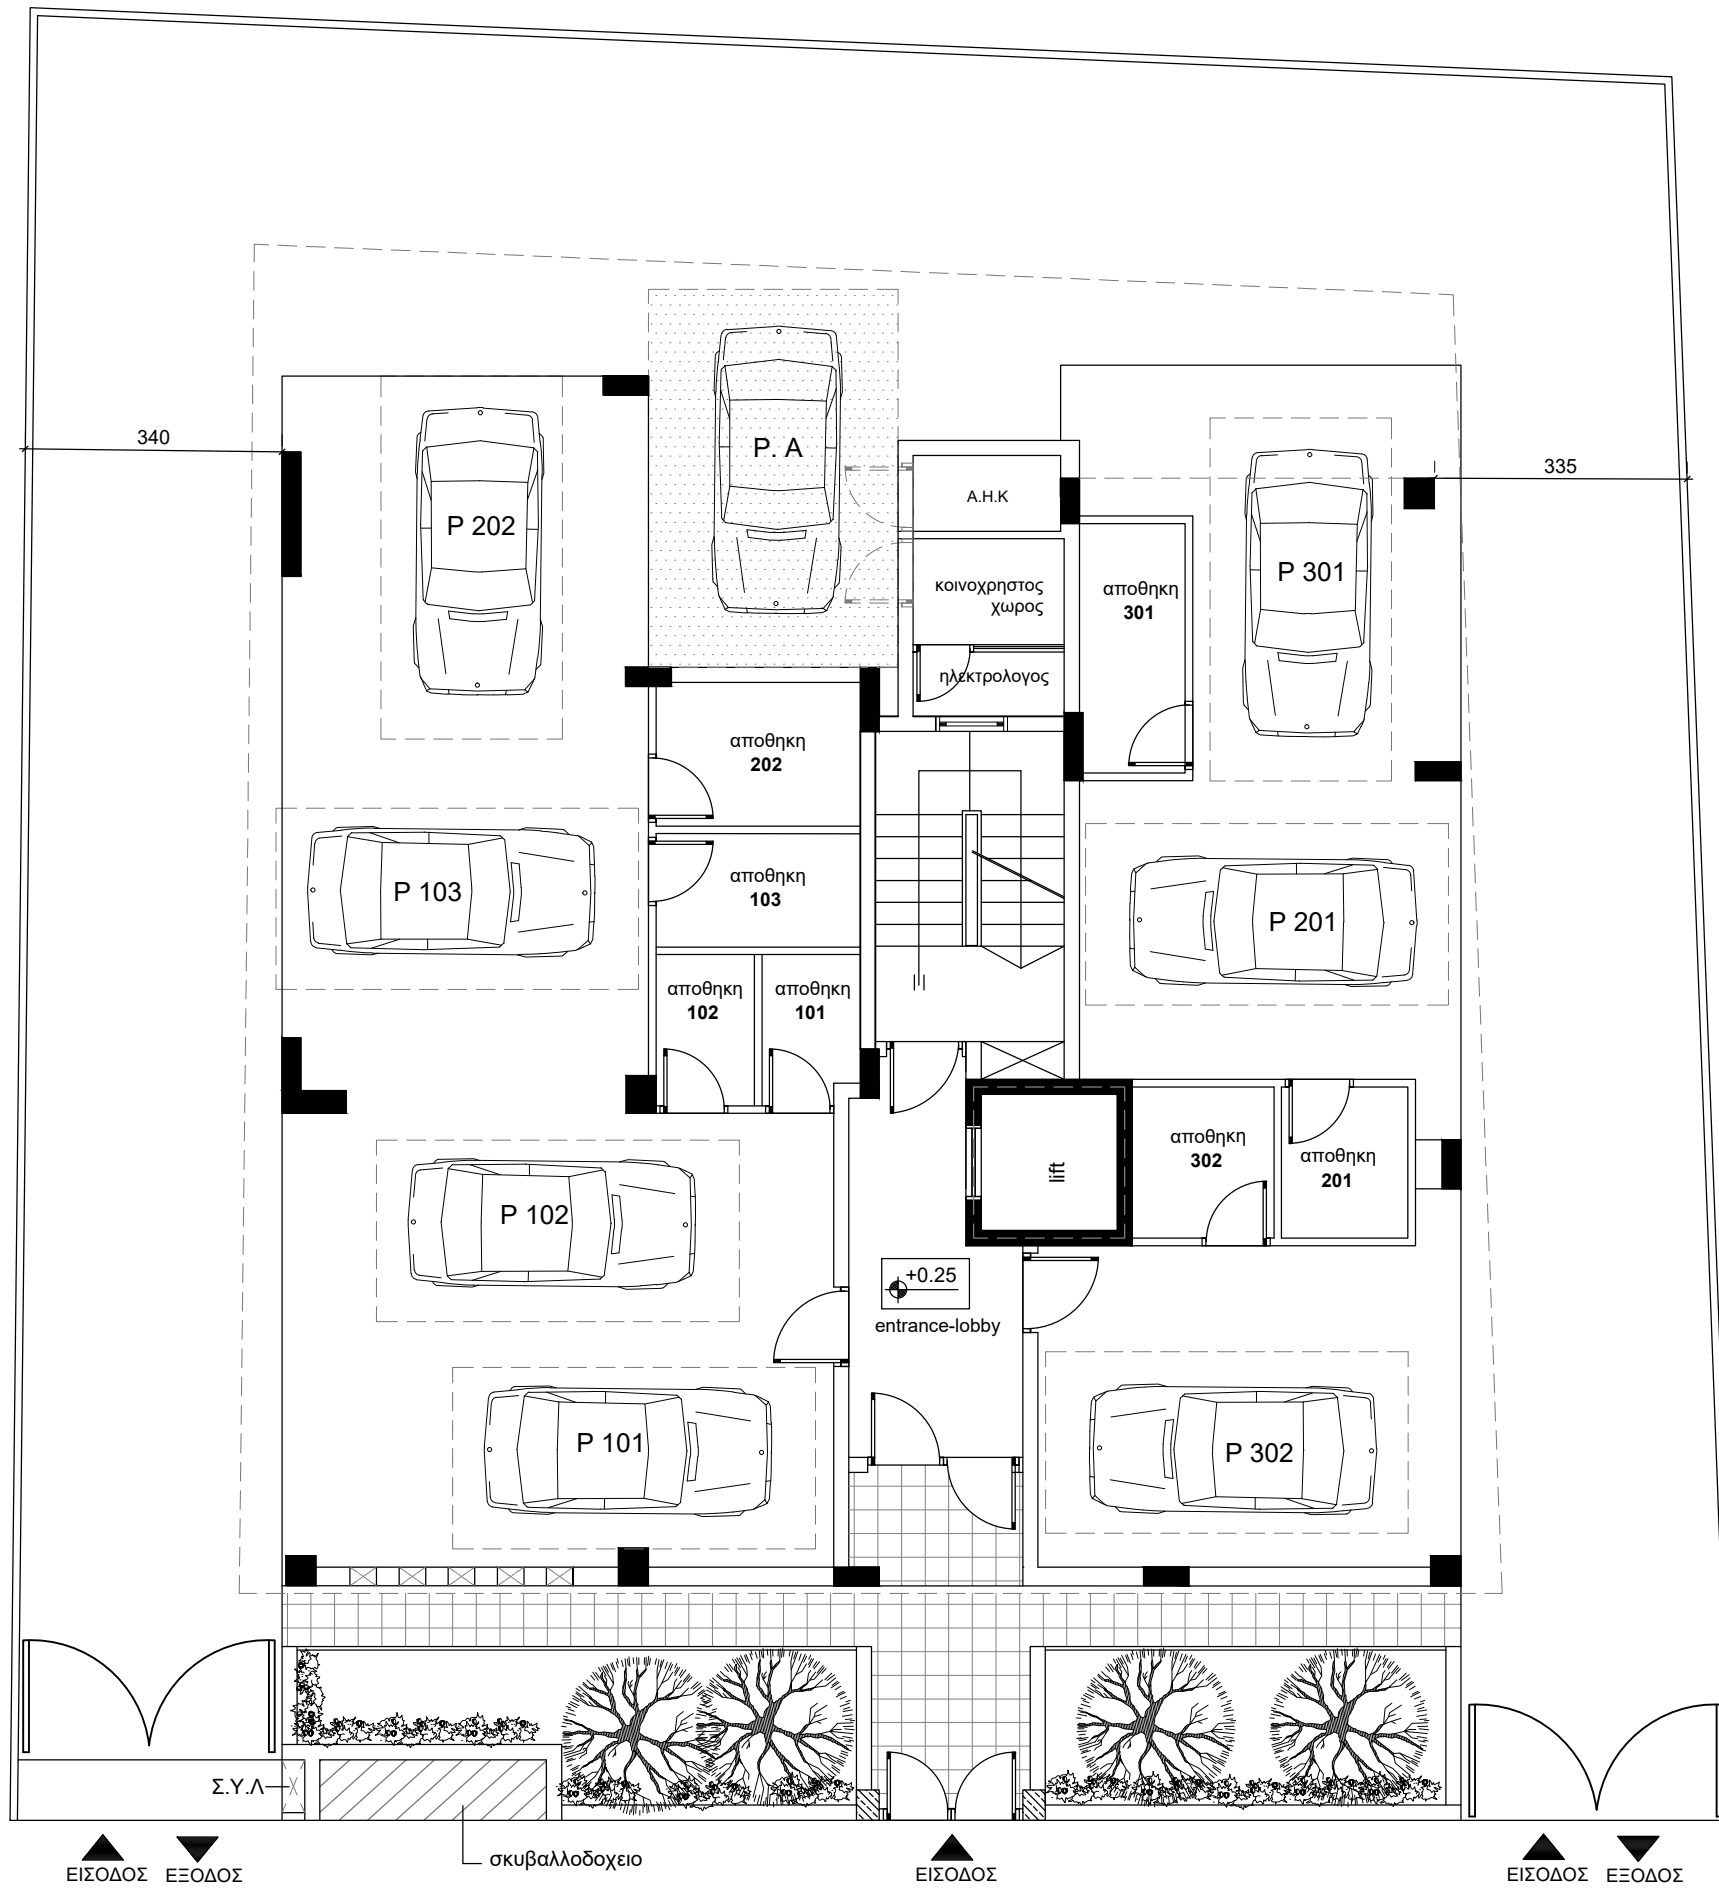 340
335
P. A
A.H.K
P 202
P 301
κοινοχρηστος
χωρος
αποθηκη
301
ηλεκτρολογος
αποθηκη
202
αποθηκη
103
P 103
P 201
αποθηκη
102
αποθηκη
101
αποθηκη
302
αποθηκη
201
lift
P 102
+0.25
entrance-lobby
P 101
P 302
Σ.Υ.Λ
σκυβαλλοδοχειο
ΕΙΣΟΔΟΣ
ΕΞΟΔΟΣ
ΕΙΣΟΔΟΣ
ΕΙΣΟΔΟΣ
ΕΞΟΔΟΣ